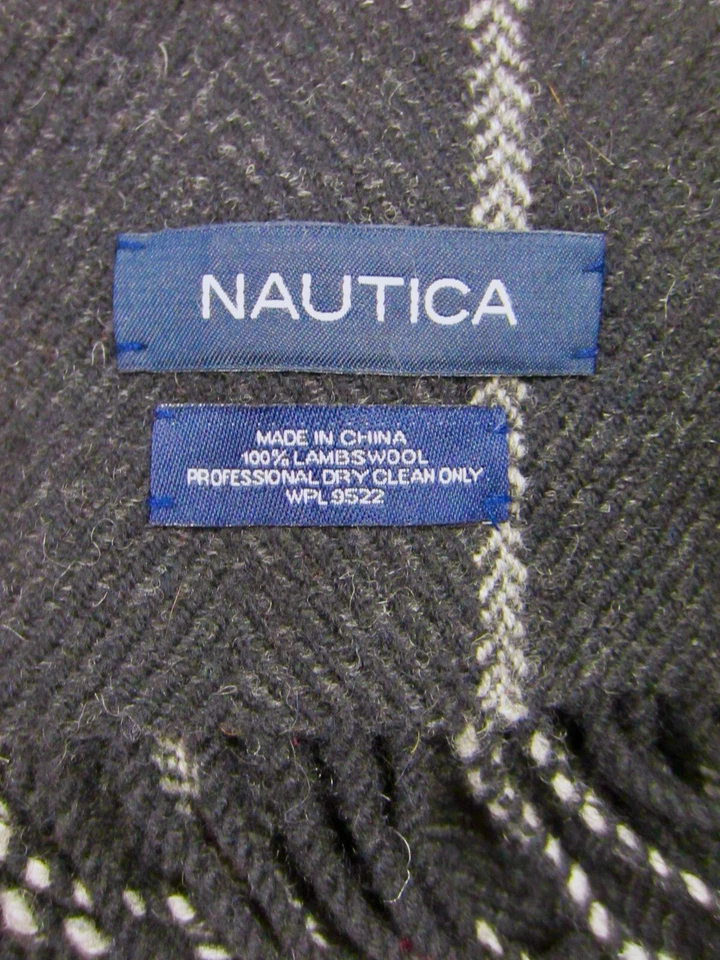 NAUTICA
MADE IN CHINA
100% LAMBSWOOL
PROFESSIONAL DRY CLEAN ONLY
WPL 9522